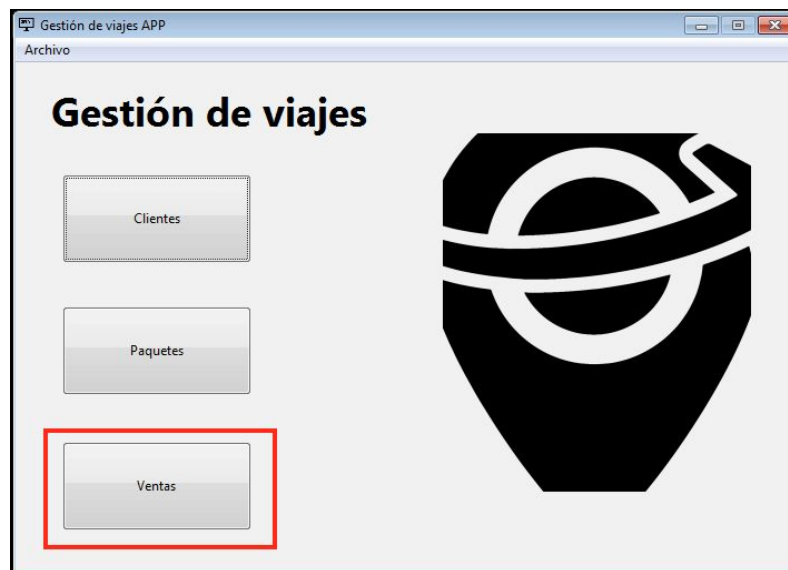 Gestión de viajes APP
Archivo
Gestión de viajes
Clientes
Paquetes
Ventas